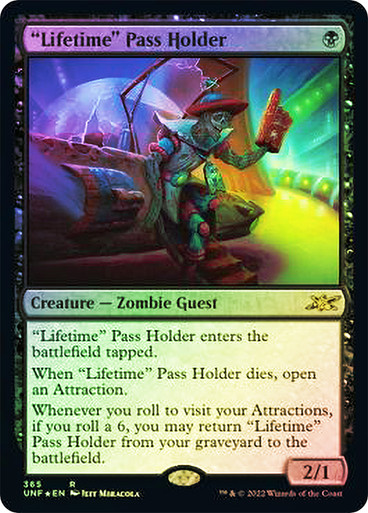 “Lifetime” Pass Holder
Creature — Zombie Guest
“Lifetime” Pass Holder enters the
battlefield tapped.
When “Lifetime” Pass Holder dies, open
an Attraction.
Whenever you roll to visit your Attractions,
if you roll a 6, you may return “Lifetime”
Pass Holder from your graveyard to the
battlefield.
2/1
365 R
UNF★EN Jeff Miracola
™ & © 2022 Wizards of the Coast